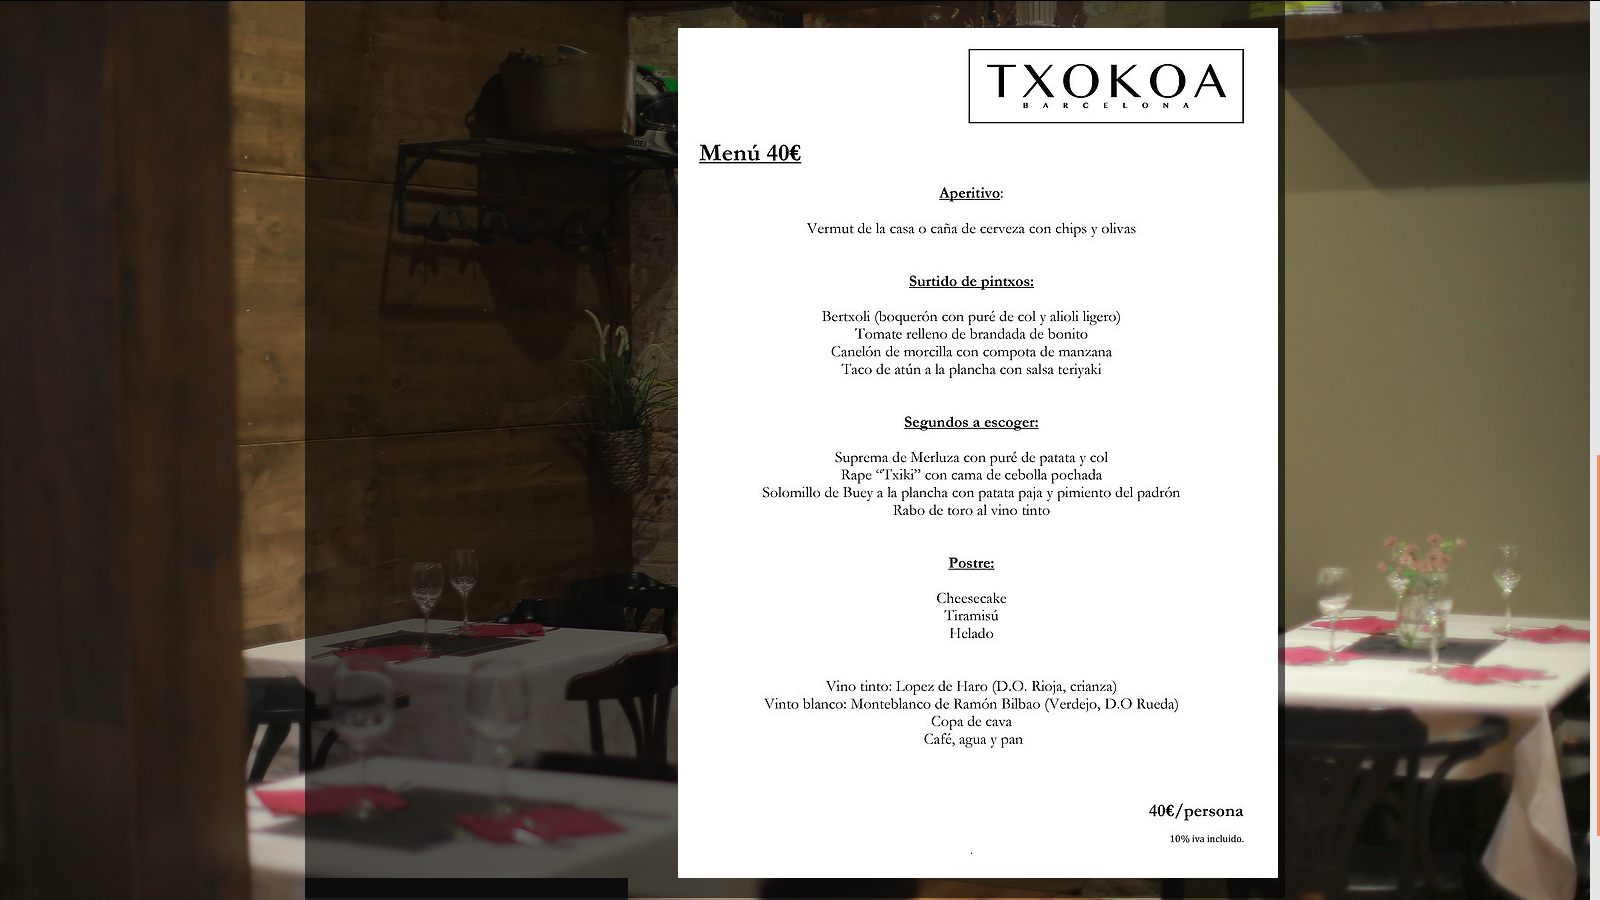 TXOKOA
BARCELONA
Menú 40€
Aperitivo:
Vermut de la casa o caña de cerveza con chips y olivas
Surtido de pintxos:
Bertxoli (boquerón con puré de col y alioli ligero)
Tomate relleno de brandada de bonito
Canelón de morcilla con compota de manzana
Taco de atún a la plancha con salsa teriyaki
Segundos a escoger:
Suprema de Merluza con puré de patata y col
Rape “Txiki” con cama de cebolla pochada
Solomillo de Buey a la plancha con patata paja y pimiento del padrón
Rabo de toro al vino tinto
Postre:
Cheesecake
Tiramisú
Helado
Vino tinto: Lopez de Haro (D.O. Rioja, crianza)
Vinto blanco: Monteblanco de Ramón Bilbao (Verdejo, D.O Rueda)
Copa de cava
Café, agua y pan
40€/persona
10% iva incluido.
.